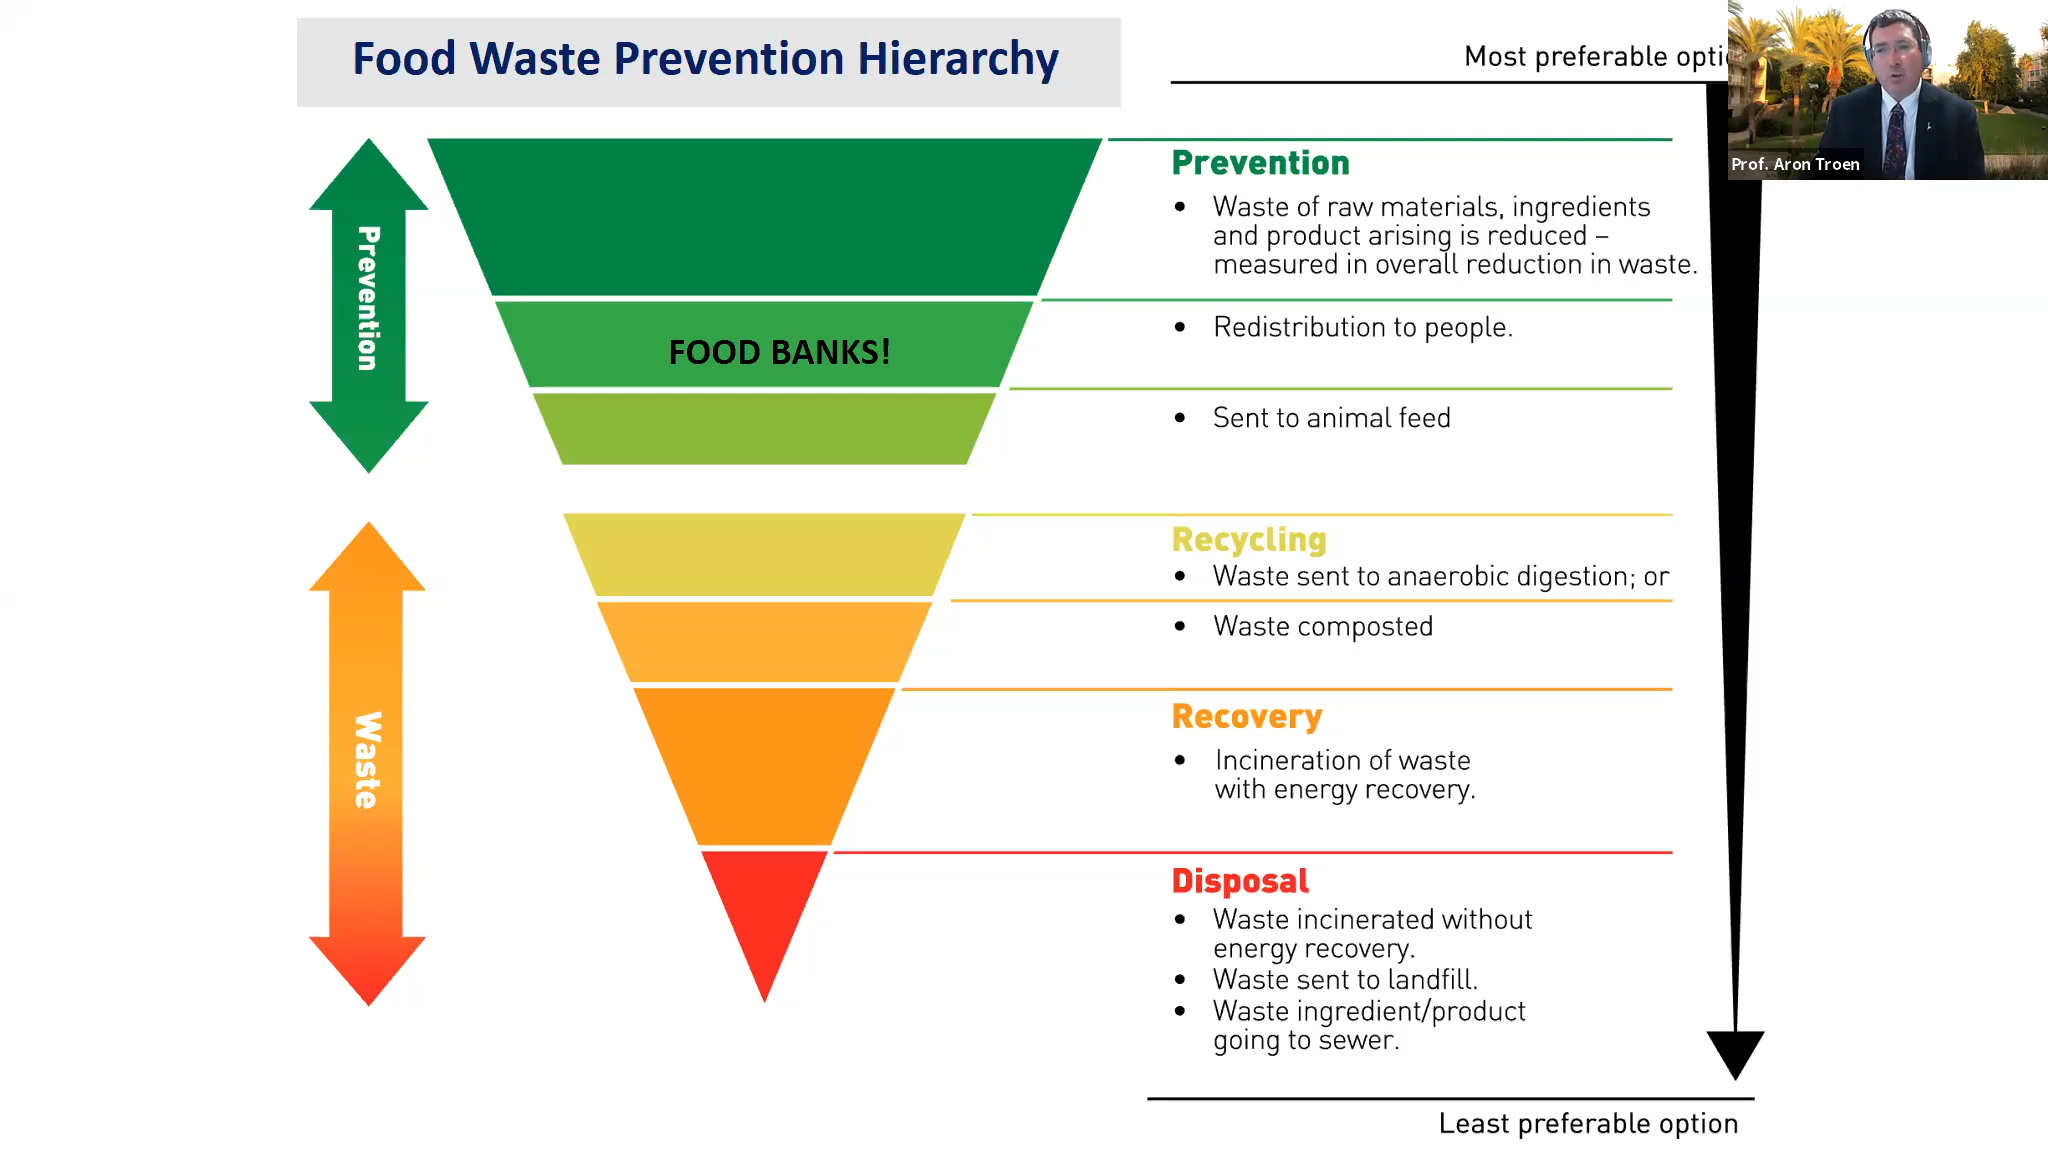 Food Waste Prevention Hierarchy
Most preferable optio
Prof. Aron Troen
Prevention
Prevention
• Waste of raw materials, ingredients
and product arising is reduced –
measured in overall reduction in waste.
FOOD BANKS!
• Redistribution to people.
• Sent to animal feed
Waste
Recycling
• Waste sent to anaerobic digestion; or
• Waste composted
Recovery
• Incineration of waste
with energy recovery.
Disposal
• Waste incinerated without
energy recovery.
• Waste sent to landfill.
• Waste ingredient/product
going to sewer.
Least preferable option